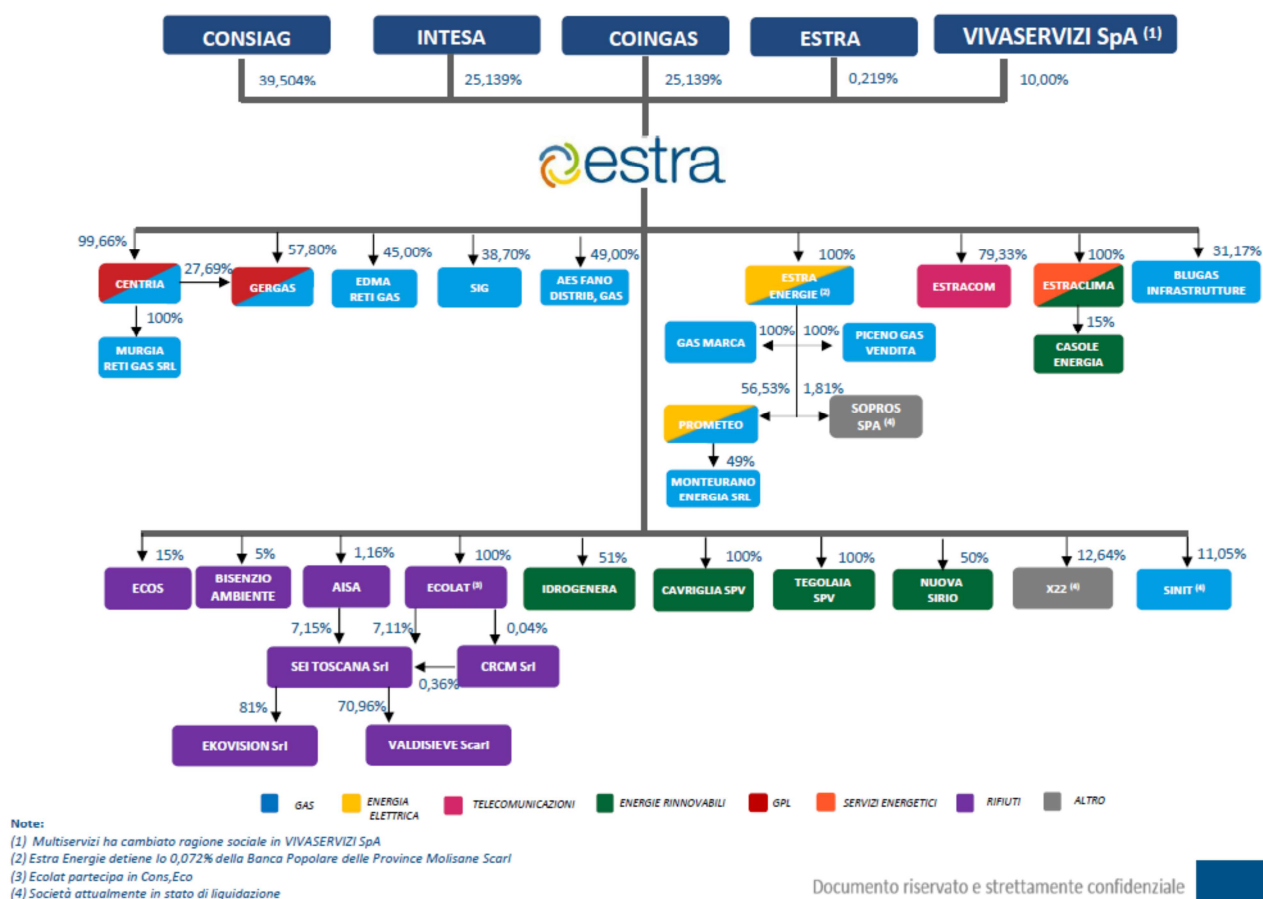 CONSIAG
INTESA
COINGAS
ESTRA
VIVASERVIZI SpA (1)
39,504%
25,139%
25,139%
0,219%
10,00%
estra
99,66%
57,80%
45,00%
38,70%
49,00%
100%
79,33%
100%
31,17%
CENTRIA
27,69%
GERGAS
EDMA
RETI GAS
SIG
AES FANO
DISTRIB, GAS
ESTRA
ENERGIE (2)
ESTRACOM
ESTRACLIMA
BLUGAS
INFRASTRUTTURE
100%
MURGIA
RETI GAS SRL
GAS MARCA
100%
100%
PICENO GAS
VENDITA
15%
CASOLE
ENERGIA
56,53%
1,81%
PROMETEO
SOPROS
SPA (4)
49%
MONTEURANO
ENERGIA SRL
15%
5%
1,16%
100%
51%
100%
100%
50%
12,64%
11,05%
ECOS
BISENZIO
AMBIENTE
AISA
ECOLAT (3)
IDROGENERA
CAVRIGLIA SPV
TEGOLAIA
SPV
NUOVA
SIRIO
X22 (4)
SINIT (4)
7,15%
7,11%
0,04%
SEI TOSCANA Srl
0,36%
CRCM Srl
81%
70,96%
EKOVISION Srl
VALDISIEVE Scarl
GAS
ENERGIA
ELETTRICA
TELECOMUNICAZIONI
ENERGIE RINNOVABILI
GPL
SERVIZI ENERGETICI
RIFIUTI
ALTRO
Note:
(1) Multiservizi ha cambiato ragione sociale in VIVASERVIZI SpA
(2) Estra Energie detiene lo 0,072% della Banca Popolare delle Province Molisane Scarl
(3) Ecolat partecipa in Cons,Eco
(4) Società attualmente in stato di liquidazione
Documento riservato e strettamente confidenziale